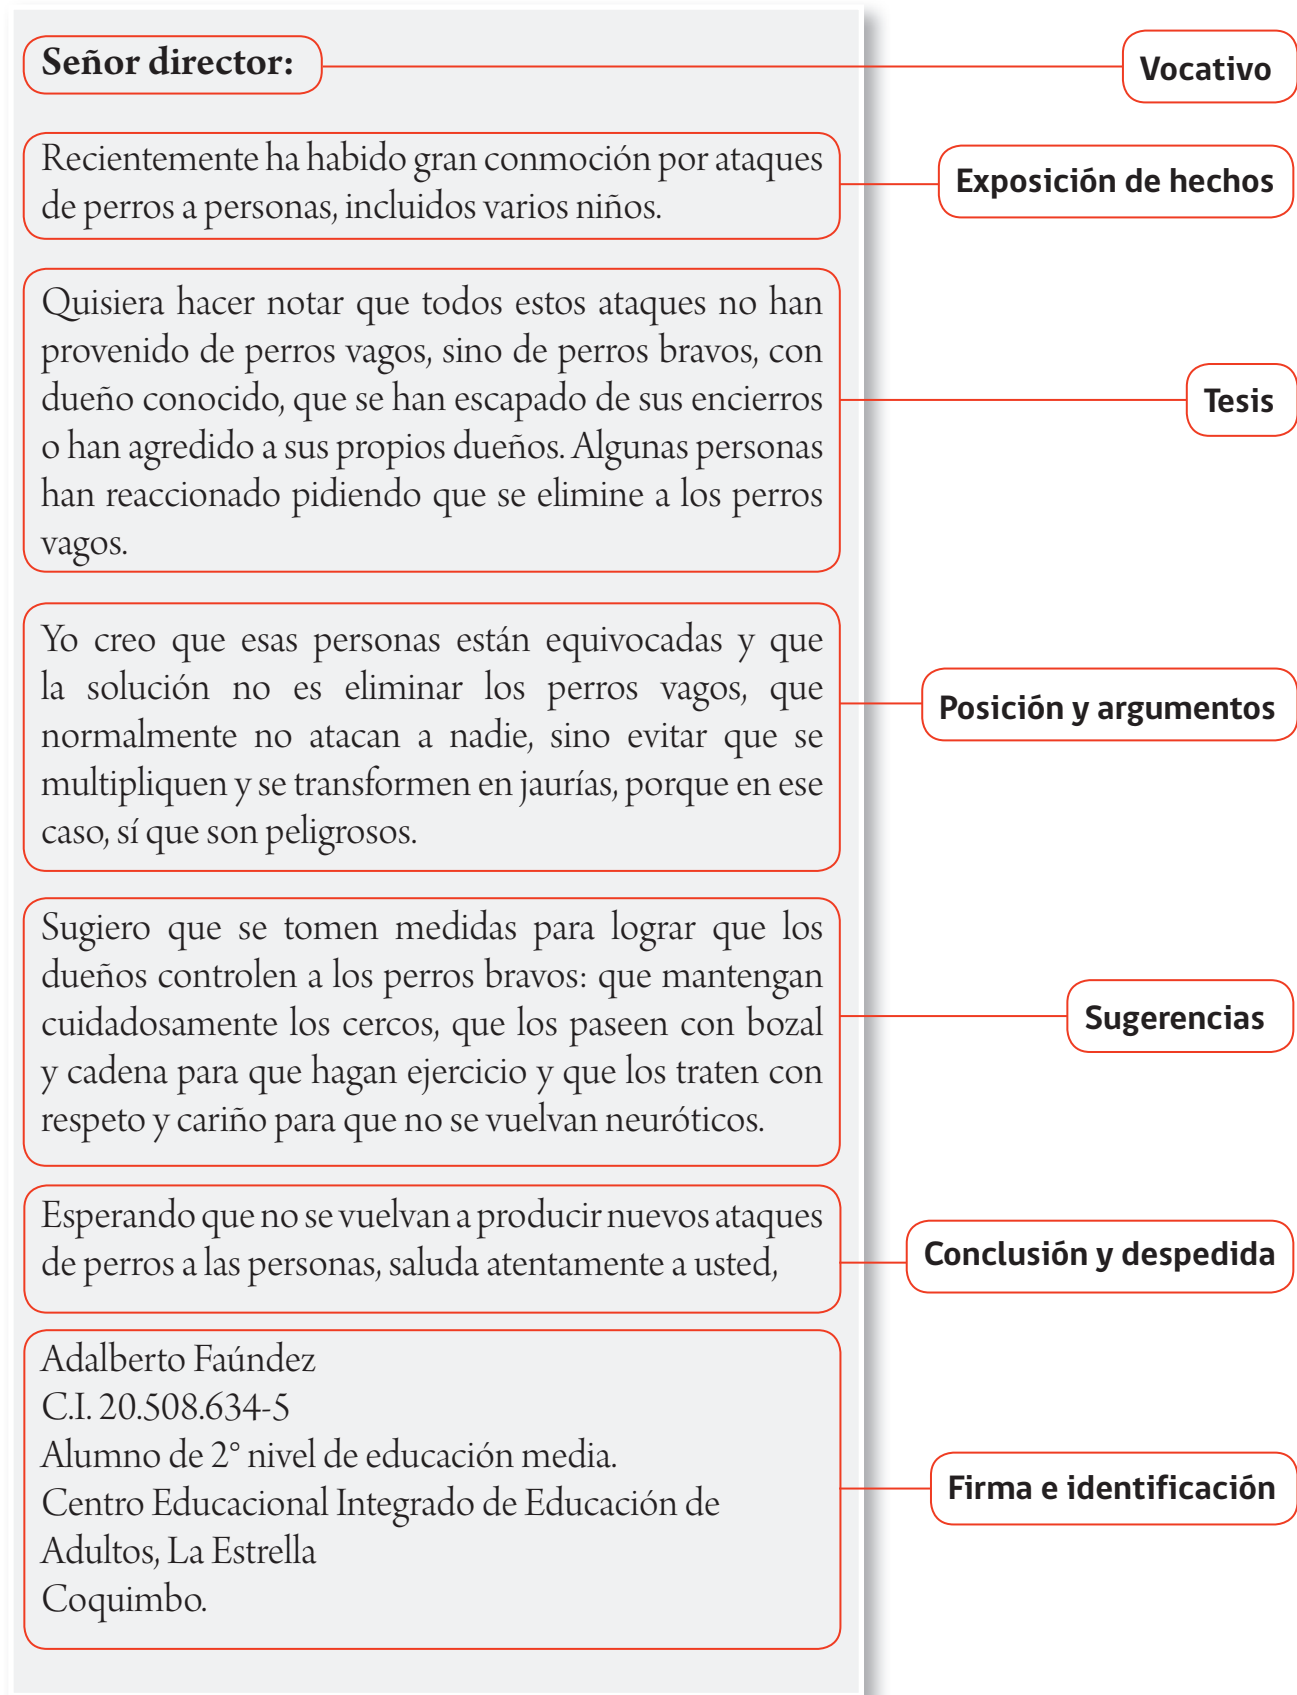 Señor director:
Vocativo
Recientemente ha habido gran conmoción por ataques
de perros a personas, incluidos varios niños.
Exposición de hechos
Quisiera hacer notar que todos estos ataques no han
provenido de perros vagos, sino de perros bravos, con
dueño conocido, que se han escapado de sus encierros
o han agredido a sus propios dueños. Algunas personas
han reaccionado pidiendo que se elimine a los perros
vagos.
Tesis
Yo creo que esas personas están equivocadas y que
la solución no es eliminar los perros vagos, que
normalmente no atacan a nadie, sino evitar que se
multipliquen y se transformen en jaurías, porque en ese
caso, sí que son peligrosos.
Posición y argumentos
Sugiero que se tomen medidas para lograr que los
dueños controlen a los perros bravos: que mantengan
cuidadosamente los cercos, que los paseen con bozal
y cadena para que hagan ejercicio y que los traten con
respeto y cariño para que no se vuelvan neuróticos.
Sugerencias
Esperando que no se vuelvan a producir nuevos ataques
de perros a las personas, saluda atentamente a usted,
Conclusión y despedida
Adalberto Faúndez
C.I. 20.508.634-5
Alumno de 2° nivel de educación media.
Centro Educacional Integrado de Educación de
Adultos, La Estrella
Coquimbo.
Firma e identificación